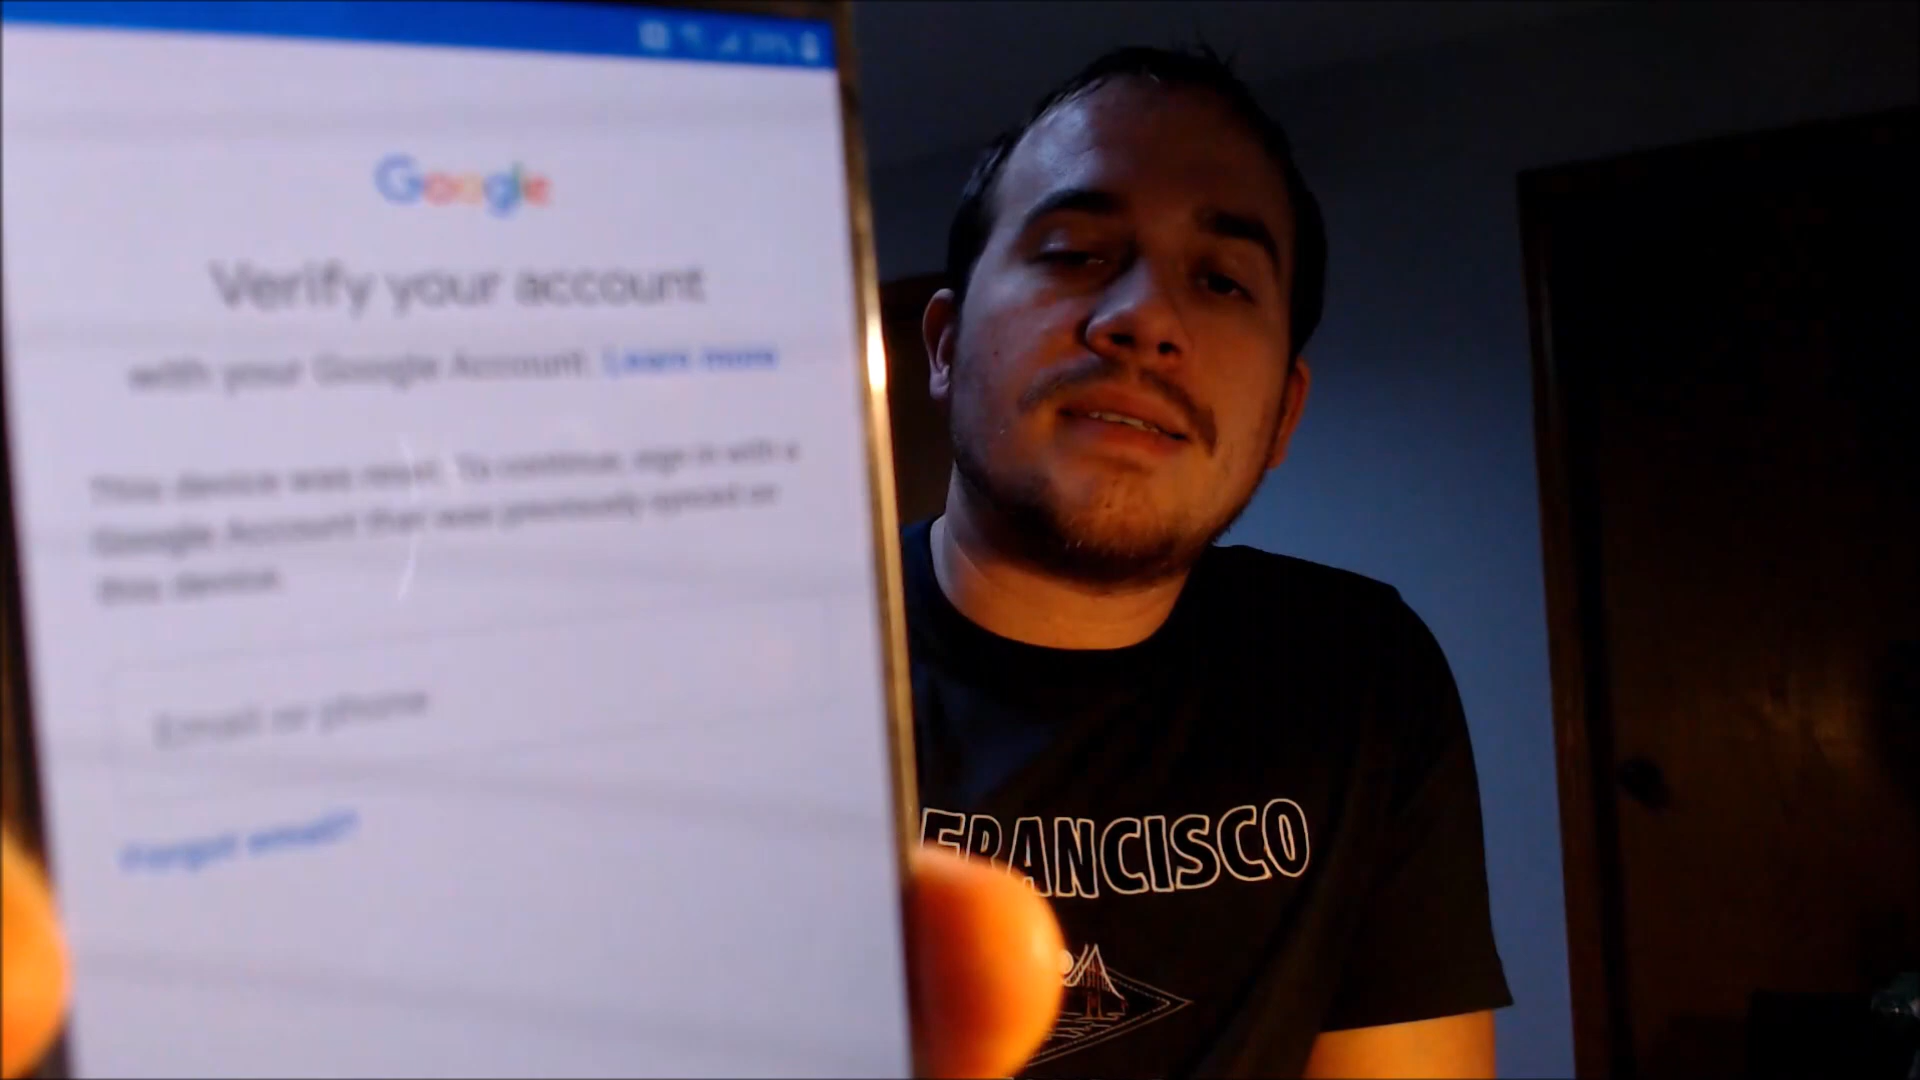 Google
Verify your account
with your Google Account. Learn more
This device was reset. To continue, sign in with a
Google Account that was previously synced on
this device.
Email or phone
Forgot email?
FRANCISCO